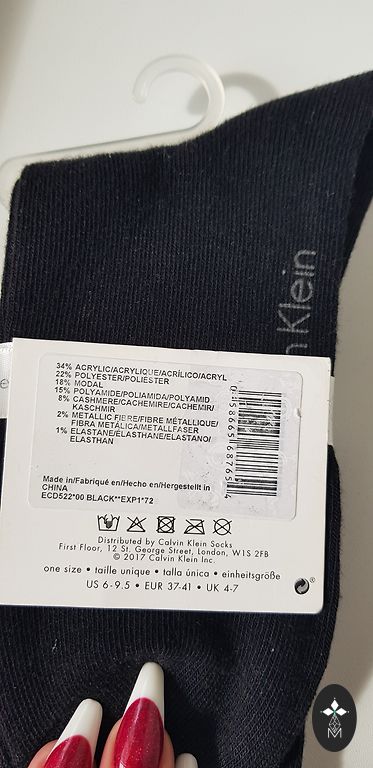 n Klein
34% ACRYLIC/ACRYLIQUE/ACRÍLICO/ACRYL
22% POLYESTER/POLIESTER
18% MODAL
15% POLYAMIDE/POLIAMIDA/POLYAMID
8% CASHMERE/CACHEMIRE/CACHEMIR/
KASCHMIR
2% METALLIC FIBRE/FIBRE MÉTALLIQUE/
FIBRA METÁLICA/METALLFASER
1% ELASTANE/ÉLASTHANE/ELASTANO/
ELASTHAN
Made in/Fabriqué en/Hecho en/Hergestellt in
CHINA
ECD522*00 BLACK**EXP1*72
Distributed by Calvin Klein Socks
First Floor, 12 St. George Street, London, W1S 2FB
© 2017 Calvin Klein Inc.
one size • taille unique • talla única • einheitsgröße
US 6-9.5 • EUR 37-41 • UK 4-7